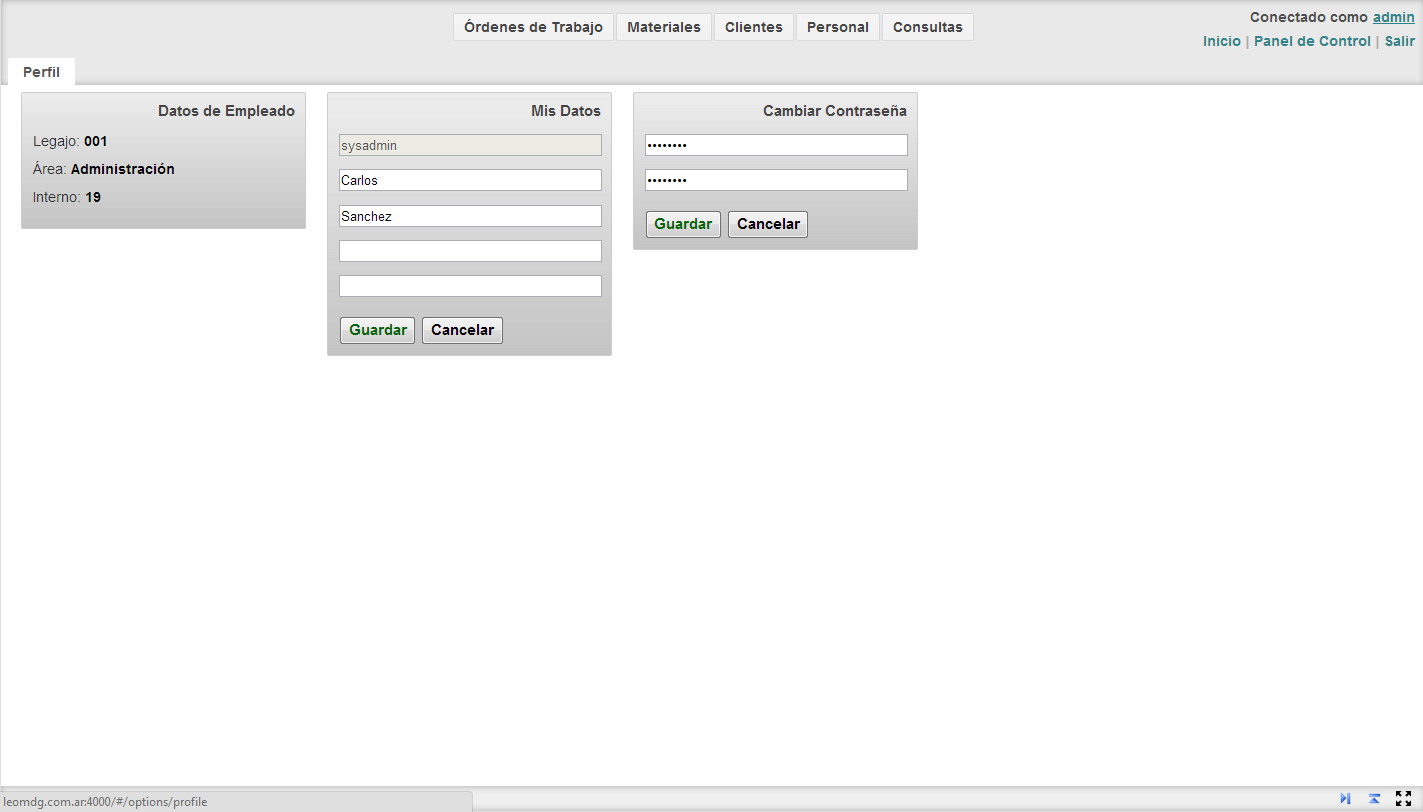 Órdenes de Trabajo Materiales Clientes Personal Consultas
Conectado como admin
Inicio | Panel de Control | Salir
Perfil
Datos de Empleado
Legajo: 001
Área: Administración
Interno: 19
Mis Datos
sysadmin
Carlos
Sanchez
Guardar Cancelar
Cambiar Contraseña
••••••••
••••••••
Guardar Cancelar
leomdg.com.ar:4000/#/options/profile